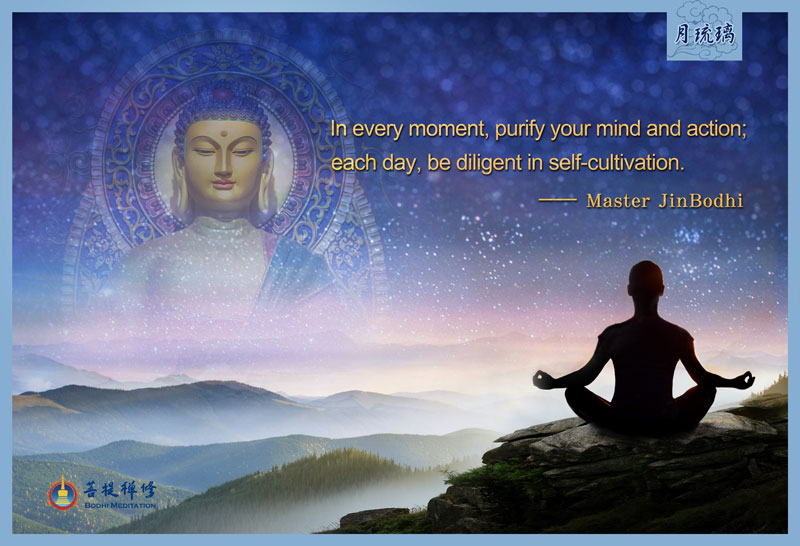 月琉璃
In every moment, purify your mind and action;
each day, be diligent in self-cultivation.
—— Master JinBodhi
菩提禪修
BODHI MEDITATION